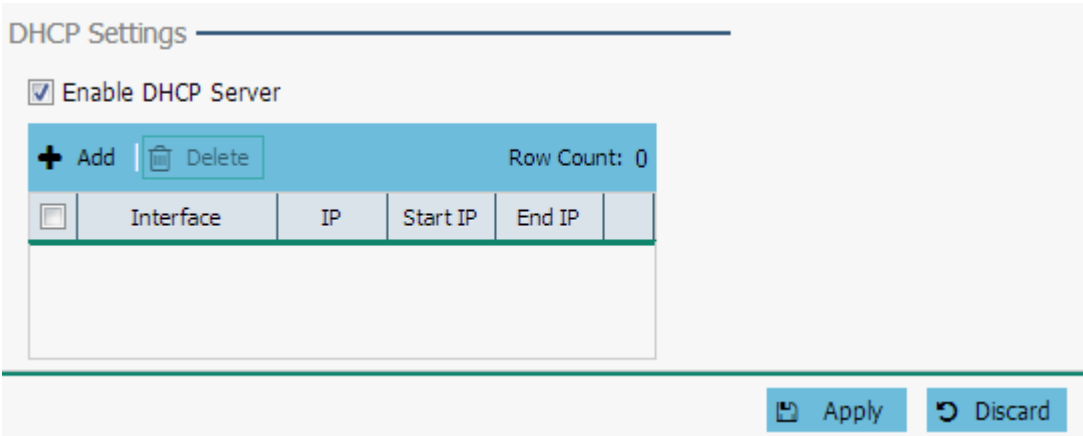 DHCP Settings
Enable DHCP Server
Add Delete Row Count: 0
Interface IP Start IP End IP
Apply Discard